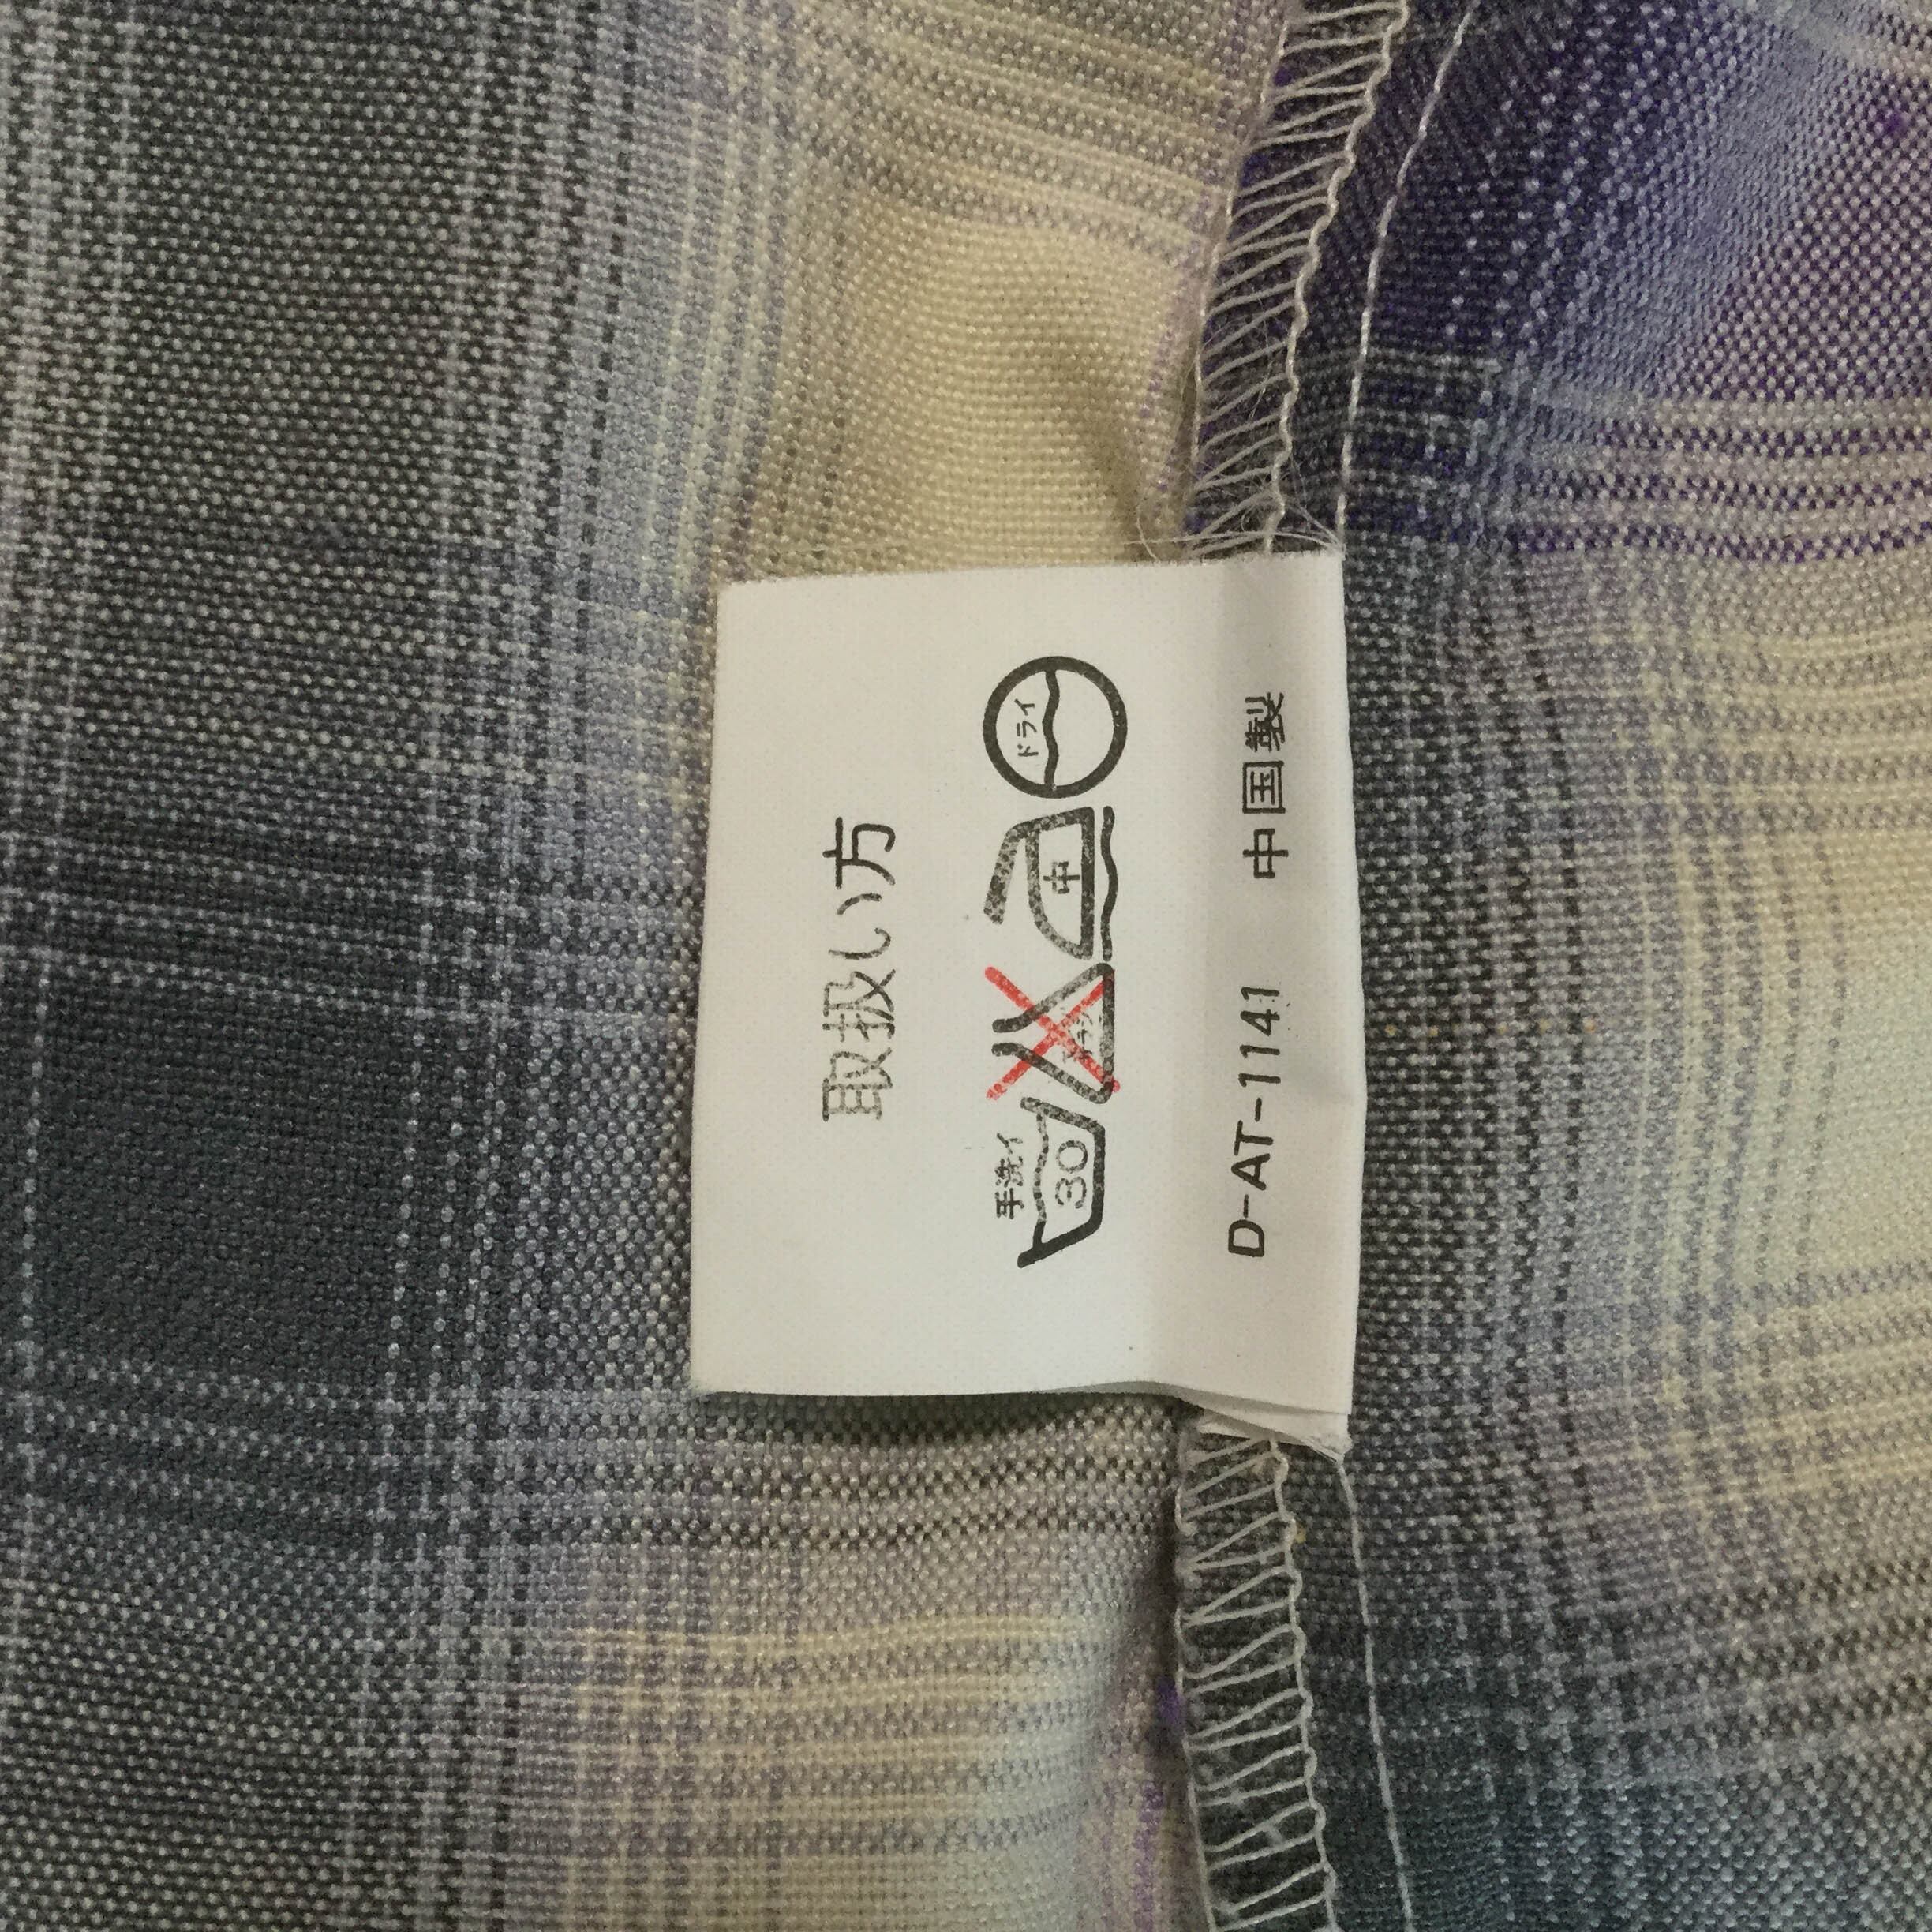 取扱い方
手洗イ
30
中
ドライ
D-AT-1141 中国製